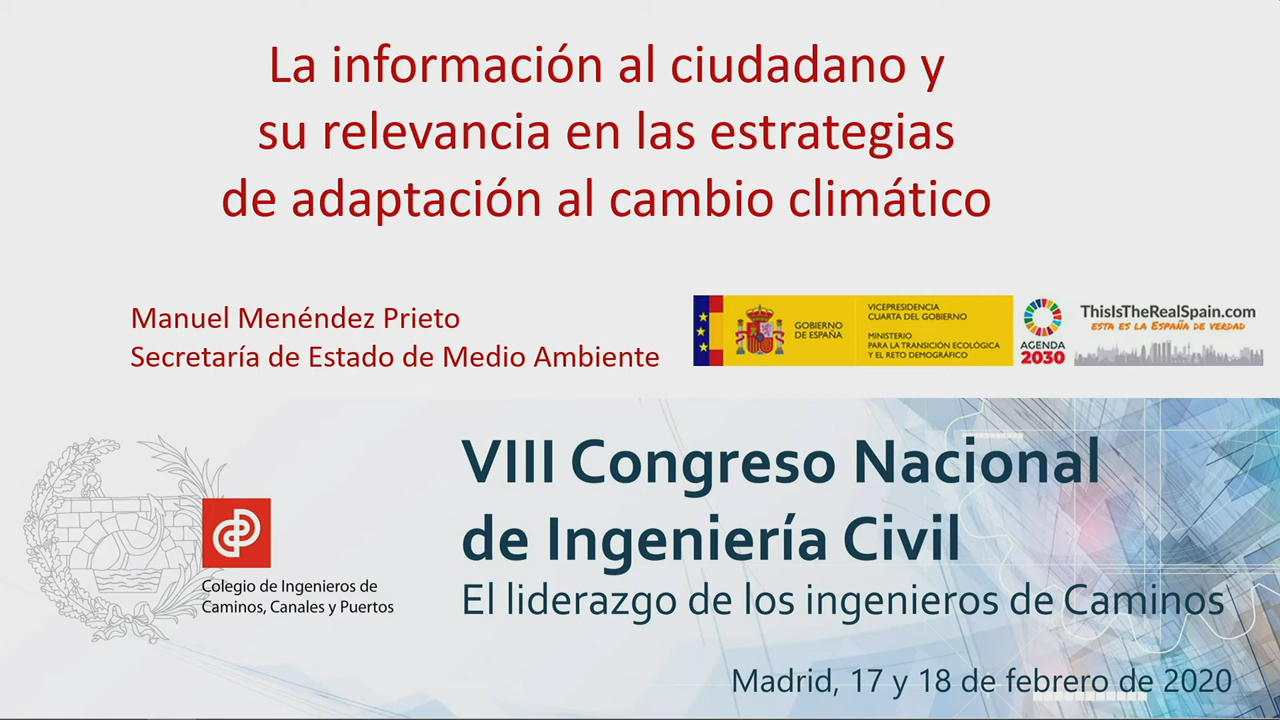 La información al ciudadano y
su relevancia en las estrategias
de adaptación al cambio climático
Manuel Menéndez Prieto
Secretaría de Estado de Medio Ambiente
GOBIERNO
DE ESPAÑA
VICEPRESIDENCIA
CUARTA DEL GOBIERNO
MINISTERIO
PARA LA TRANSICIÓN ECOLÓGICA
Y EL RETO DEMOGRÁFICO
AGENDA
2030
ThisIsTheRealSpain.com
ESTA ES LA ESPAÑA DE VERDAD
VIII Congreso Nacional
de Ingeniería Civil
El liderazgo de los ingenieros de Caminos
Colegio de Ingenieros de
Caminos, Canales y Puertos
Madrid, 17 y 18 de febrero de 2020